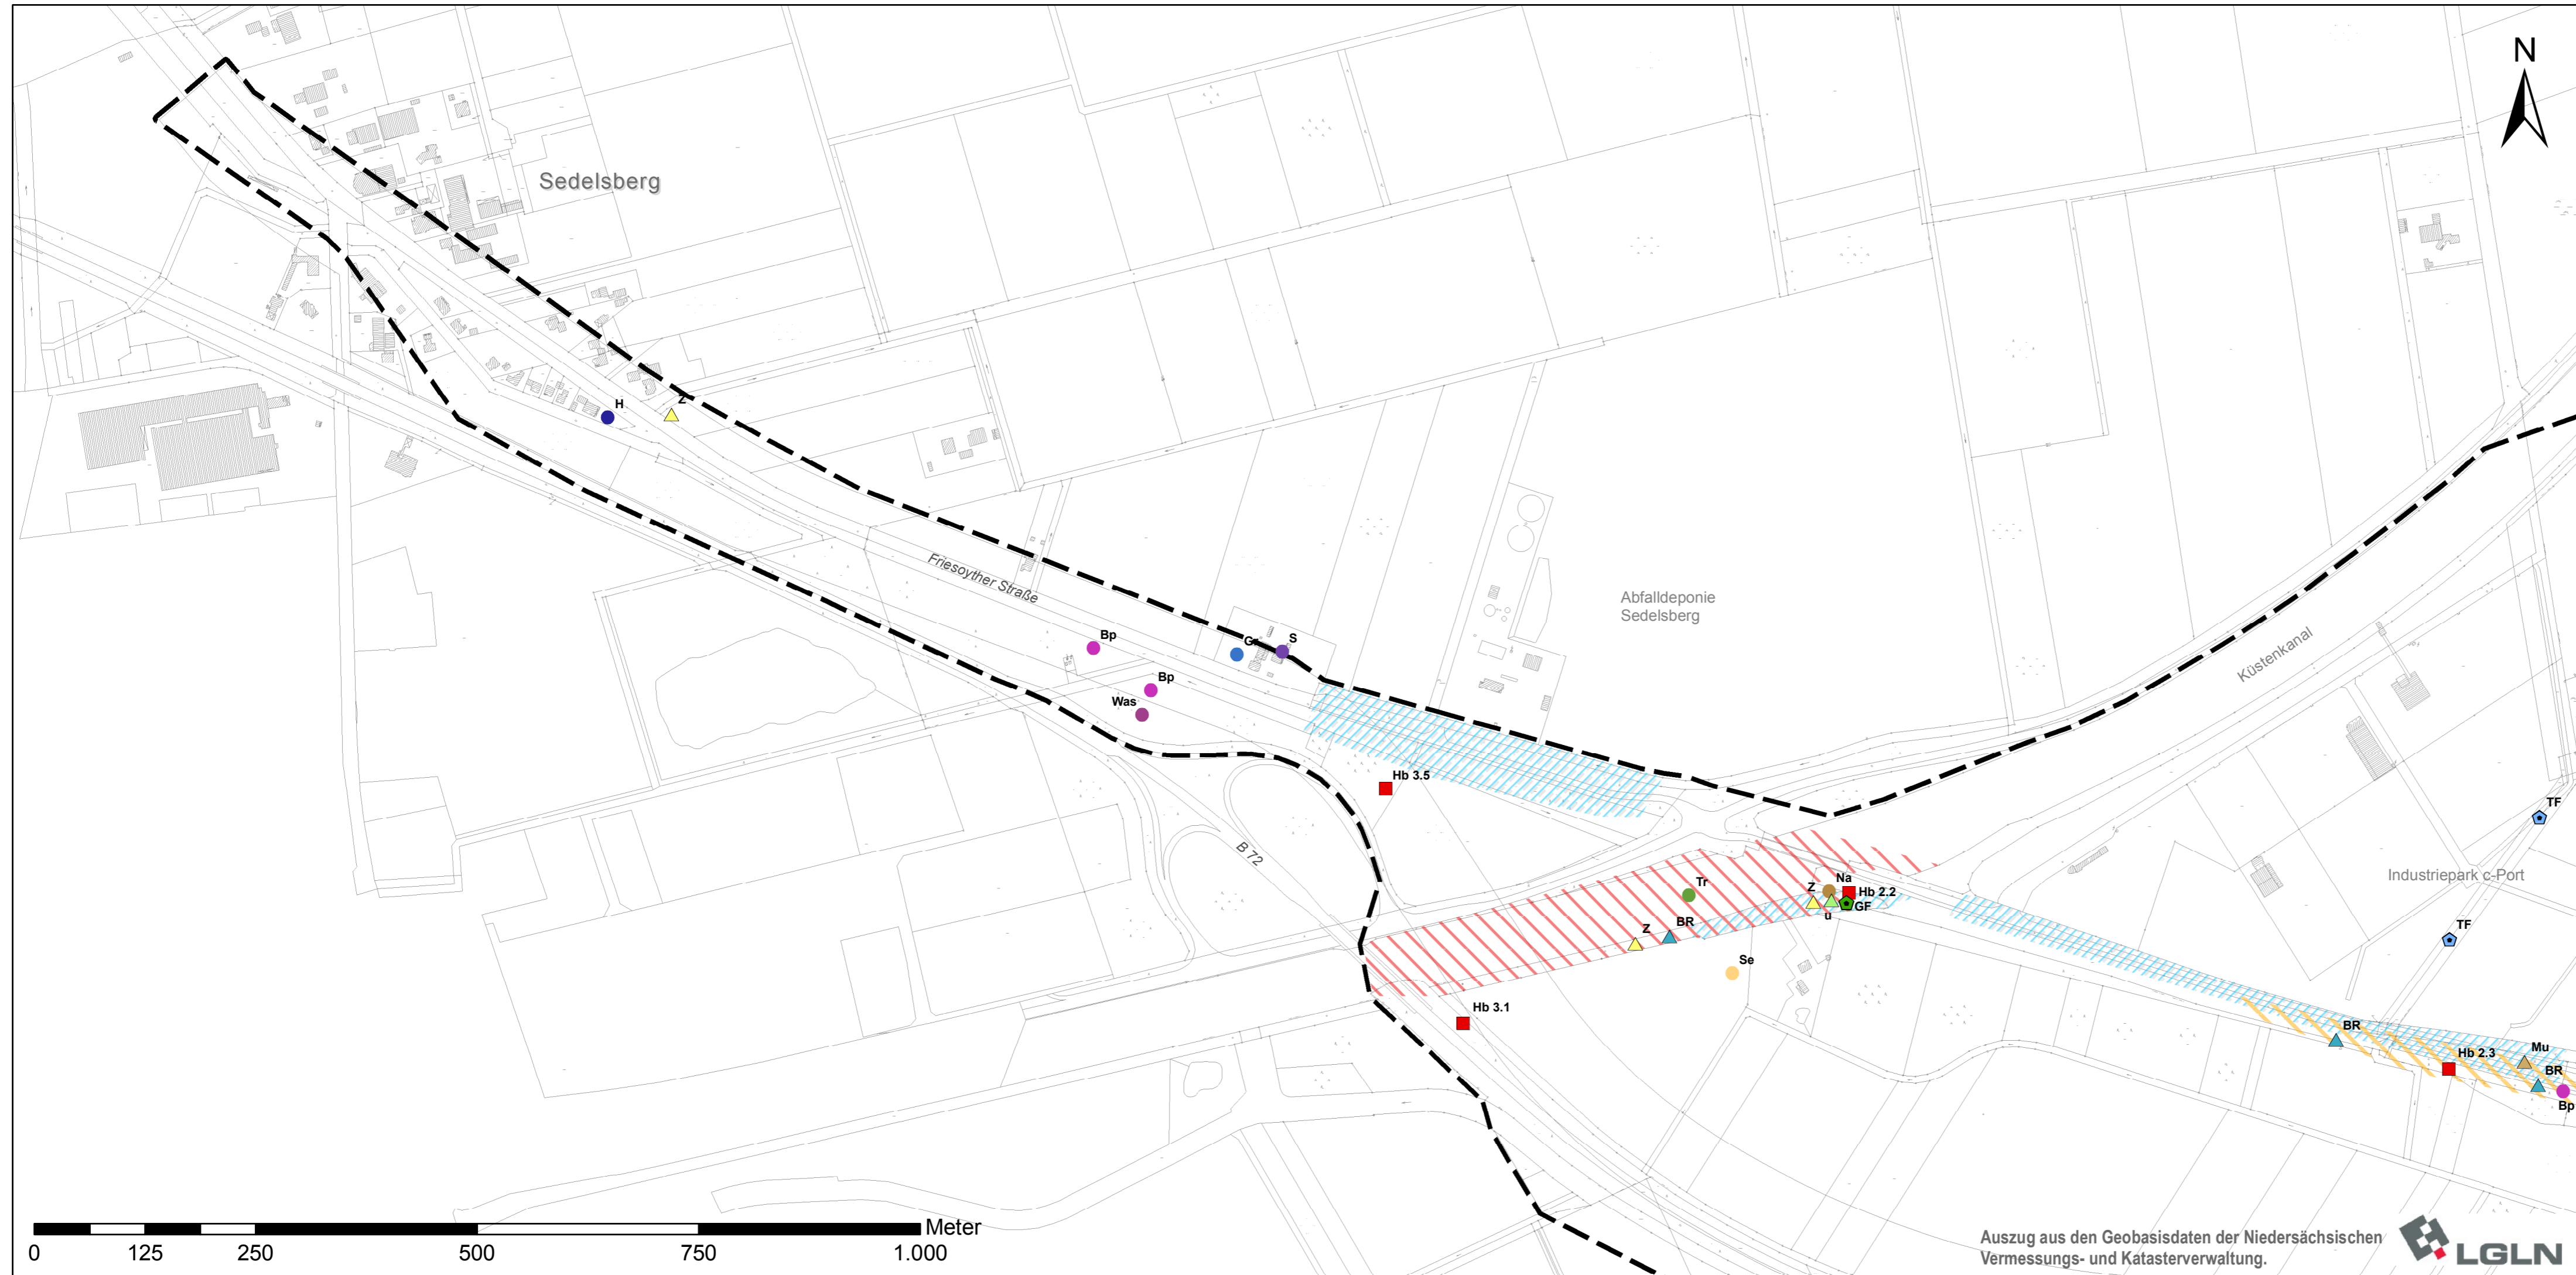 N
Sedelsberg
H
Z
Friesoyther Straße
Abfalldeponie
Sedelsberg
Küstenkanal
Bp
S
Bp
Was
Hb 3.5
B 72
TF
Industriepark c-Port
Tr
Z
Na
Hb 2.2
ü
GF
Z
BR
TF
Se
Hb 3.1
BR
Hb 2.3
Mu
BR
Bp
Meter
0 125 250 500 750 1.000
Auszug aus den Geobasisdaten der Niedersächsischen
Vermessungs- und Katasterverwaltung.
LGLN